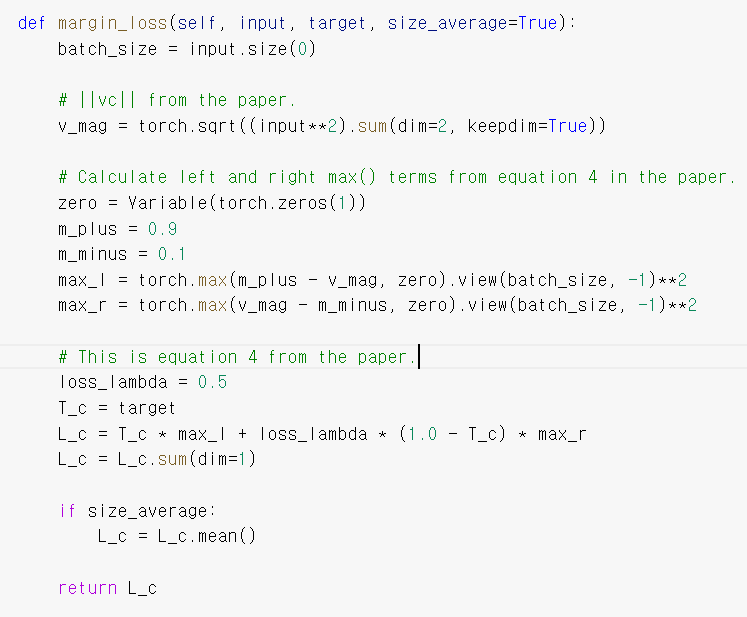 def margin_loss(self, input, target, size_average=True):
    batch_size = input.size(0)

    # ||vc|| from the paper.
    v_mag = torch.sqrt((input**2).sum(dim=2, keepdim=True))

    # Calculate left and right max() terms from equation 4 in the paper.
    zero = Variable(torch.zeros(1))
    m_plus = 0.9
    m_minus = 0.1
    max_l = torch.max(m_plus - v_mag, zero).view(batch_size, -1)**2
    max_r = torch.max(v_mag - m_minus, zero).view(batch_size, -1)**2

    # This is equation 4 from the paper.
    loss_lambda = 0.5
    T_c = target
    L_c = T_c * max_l + loss_lambda * (1.0 - T_c) * max_r
    L_c = L_c.sum(dim=1)

    if size_average:
        L_c = L_c.mean()

    return L_c